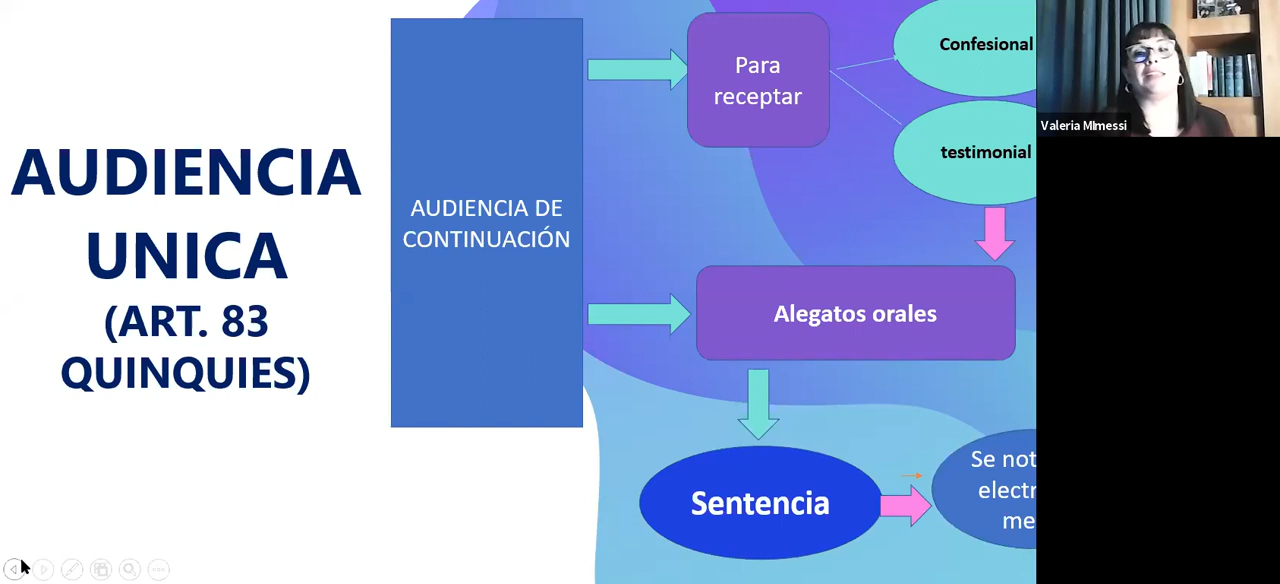 AUDIENCIA
UNICA
(ART. 83
QUINQUIES)
AUDIENCIA DE
CONTINUACIÓN
Para
receptar
Confesional
testimonial
Alegatos orales
Sentencia
Se not
electr
me
Valeria MImessi